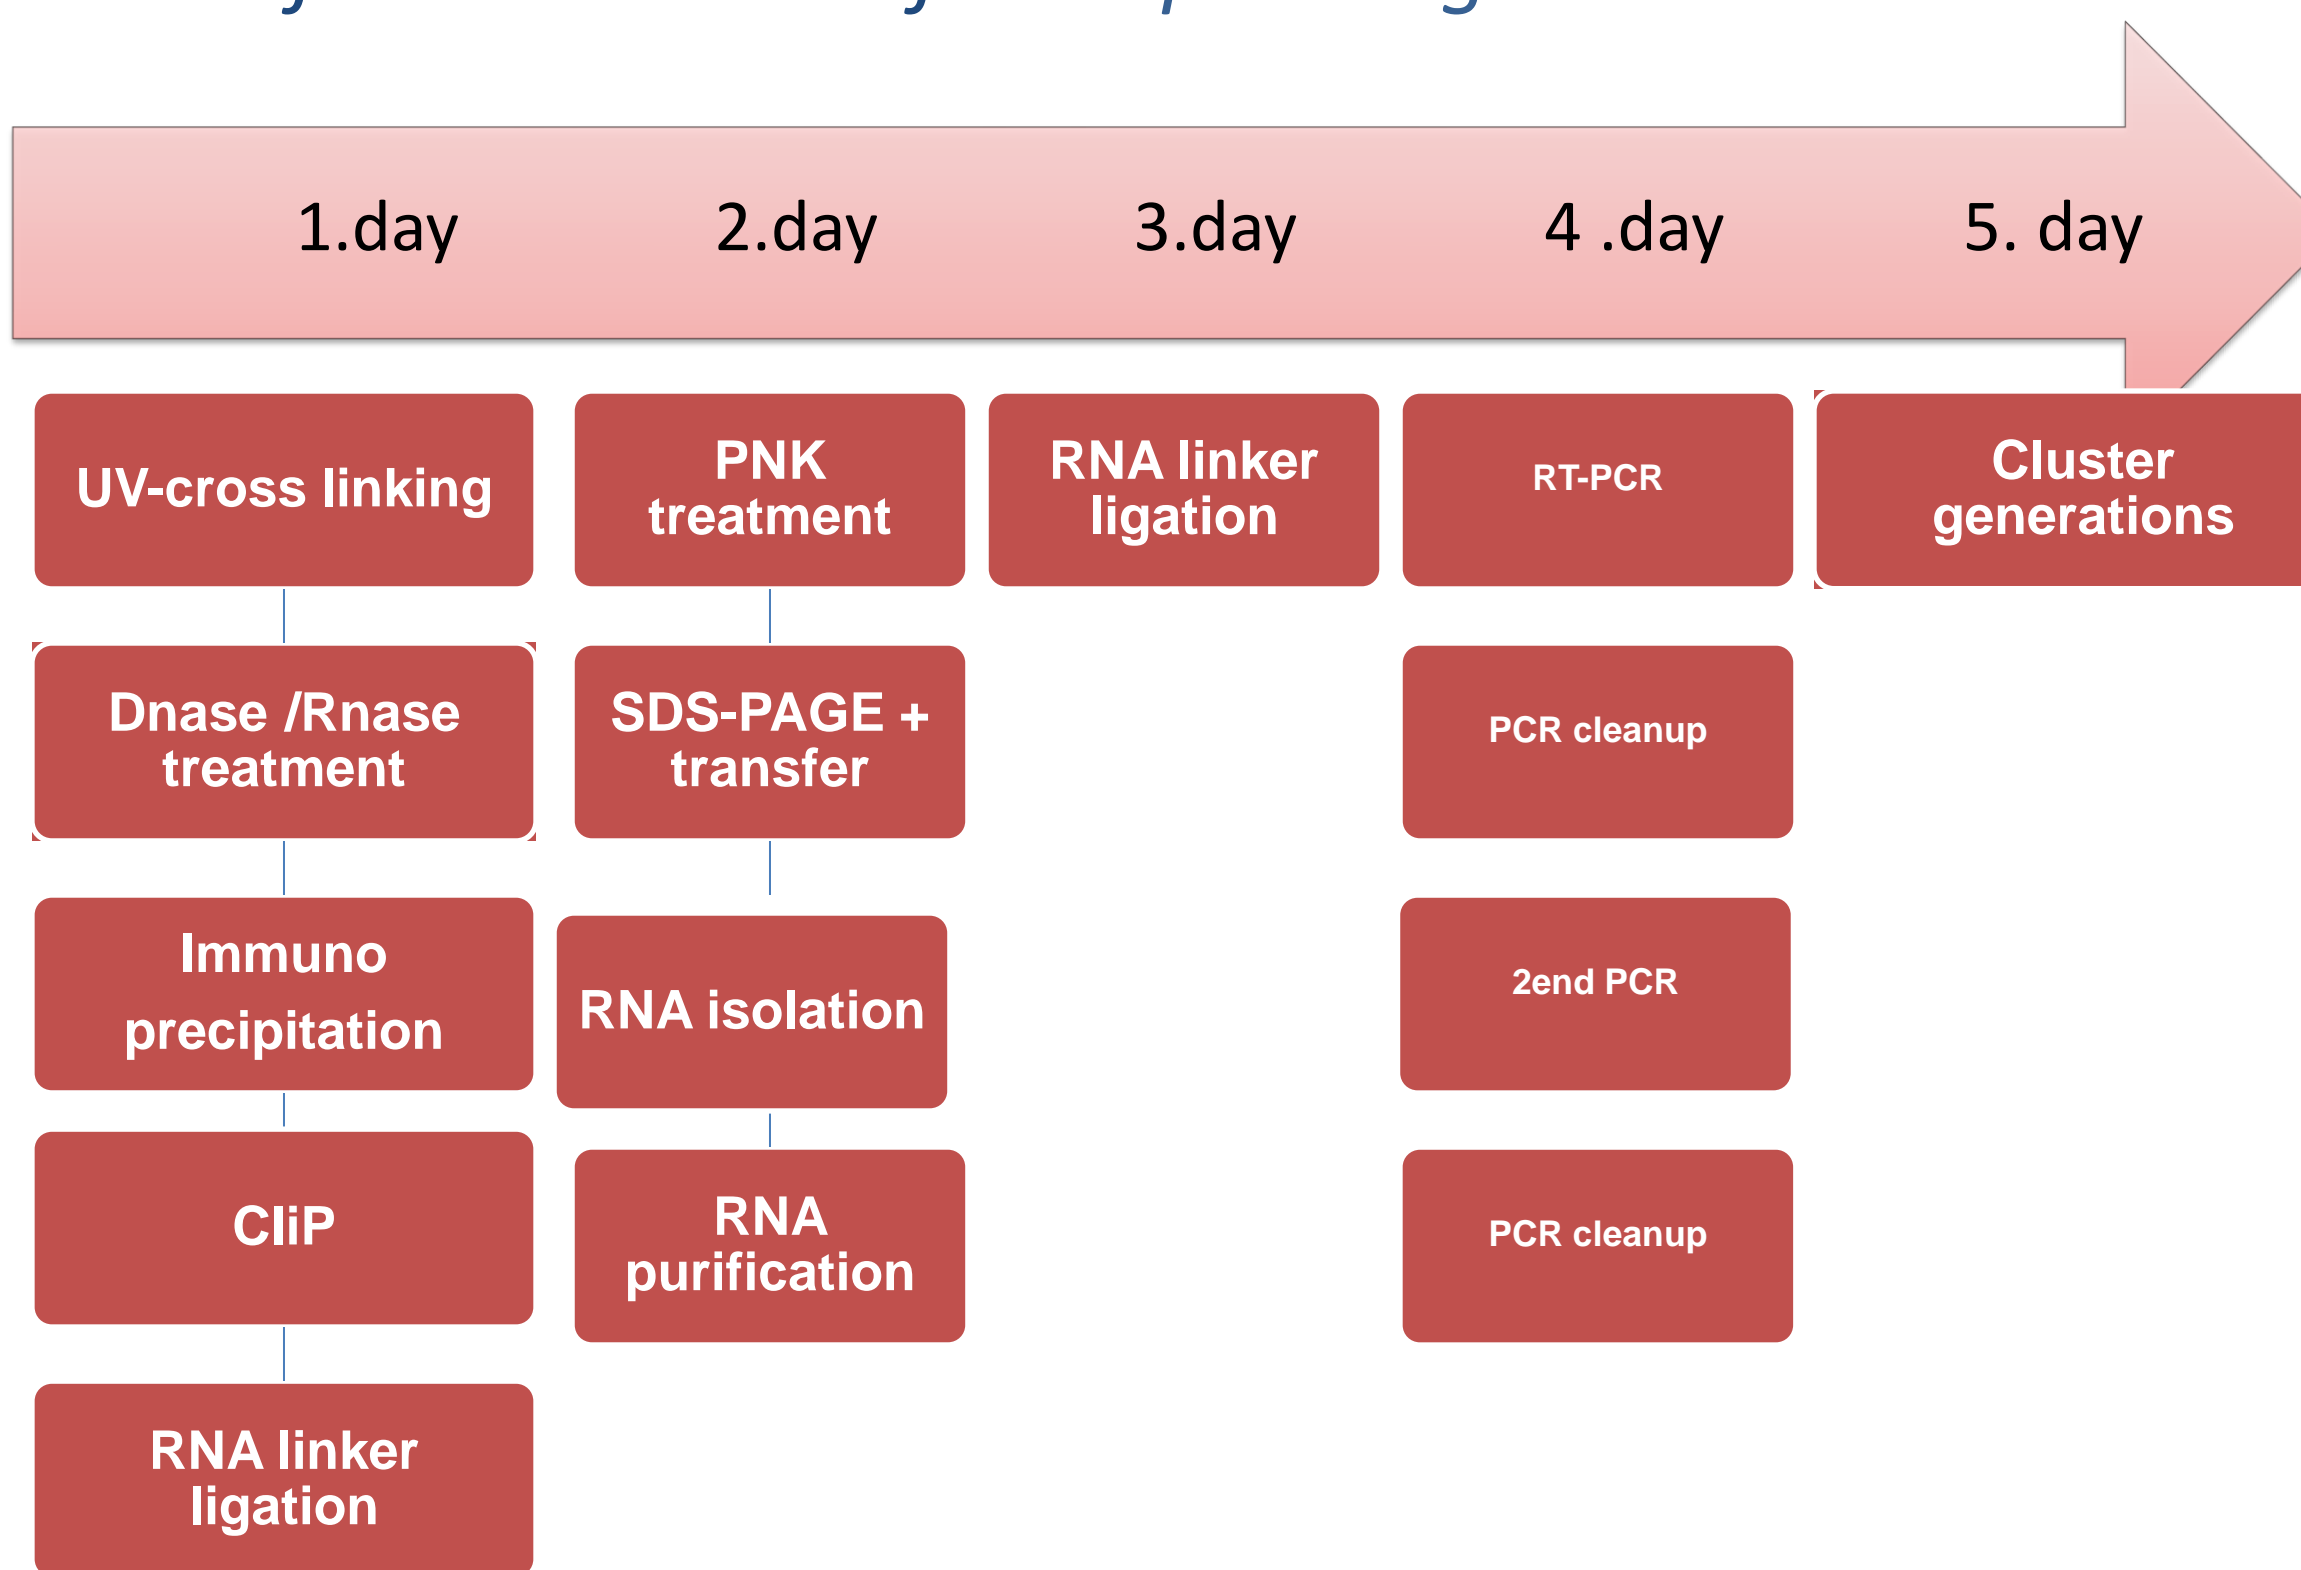 1.day
2.day
3.day
4 .day
5. day
UV-cross linking
Dnase /Rnase
treatment
Immuno
precipitation
CliP
RNA linker
ligation
PNK
treatment
SDS-PAGE +
transfer
RNA isolation
RNA
purification
RNA linker
ligation
RT-PCR
PCR cleanup
2end PCR
PCR cleanup
Cluster
generations